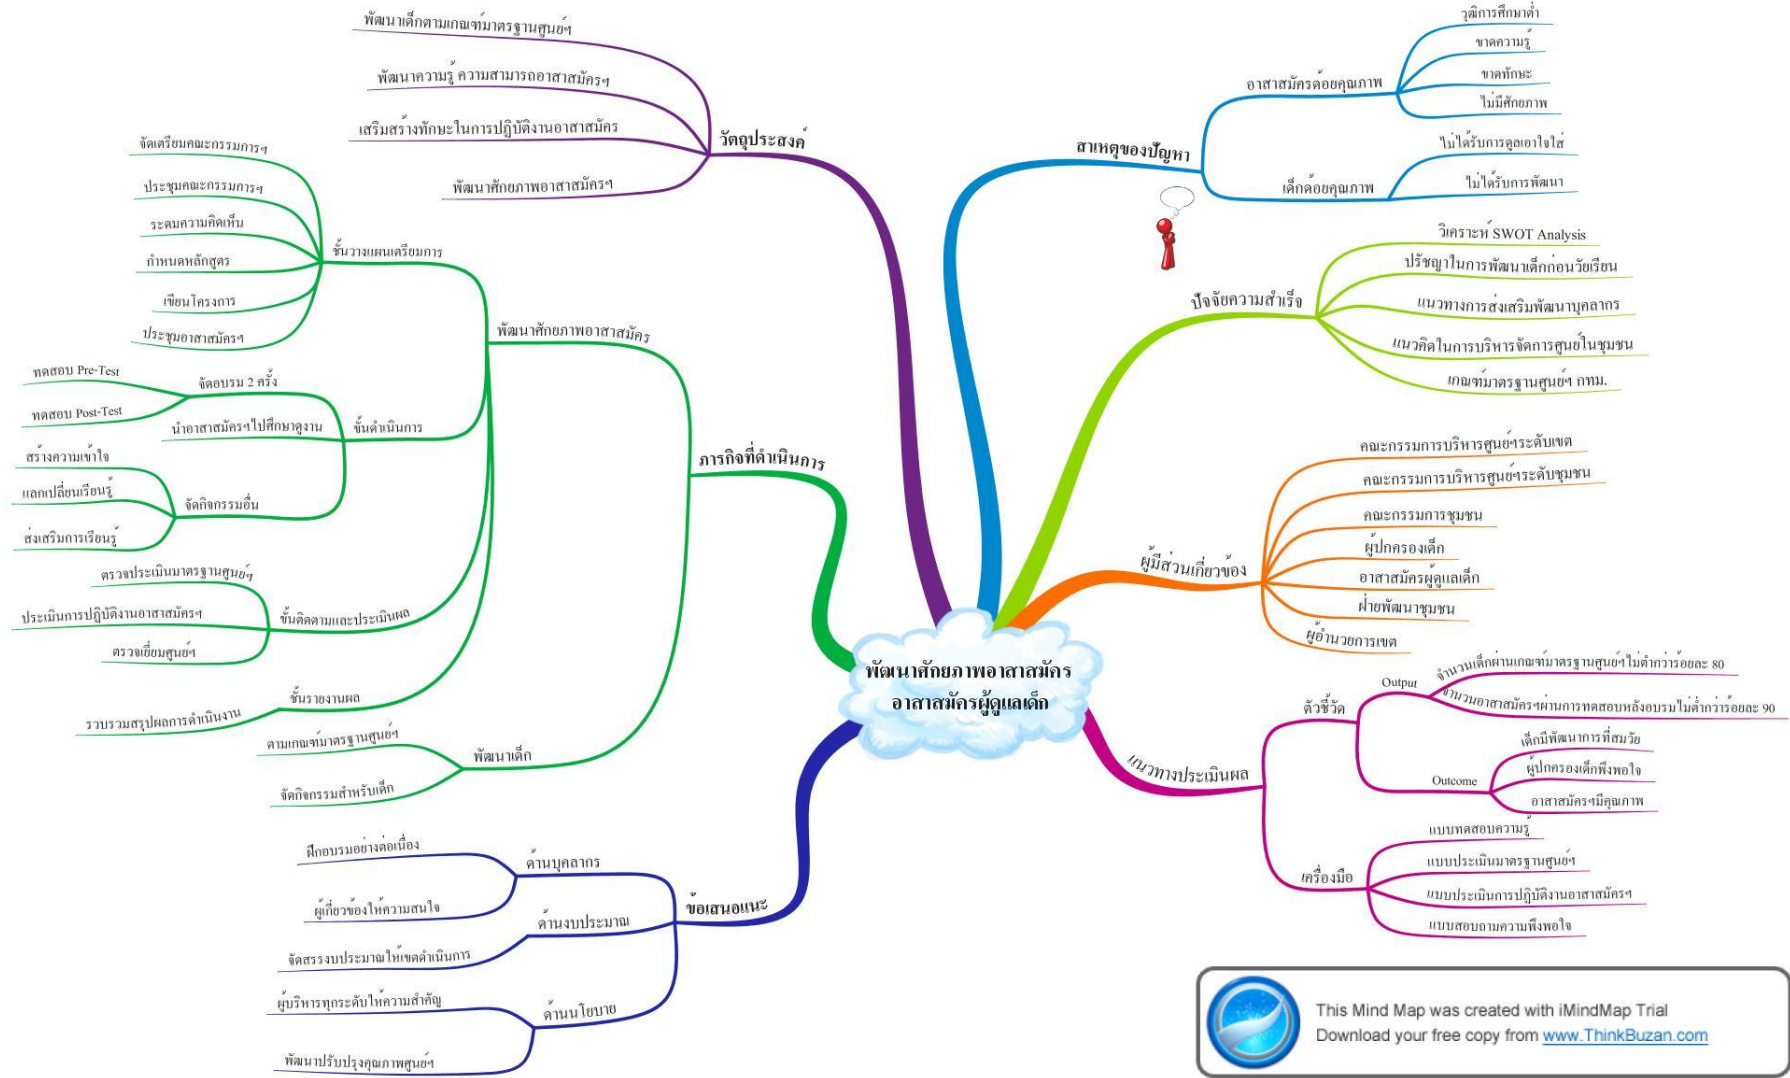 พัฒนาศักยภาพอาสาสมัคร
อาสาสมัครผู้ดูแลเด็ก
สาเหตุของปัญหา
อาสาสมัครด้อยคุณภาพ
วุฒิการศึกษาต่ำ
ขาดความรู้
ขาดทักษะ
ไม่มีศักยภาพ
เด็กด้อยคุณภาพ
ไม่ได้รับการดูแลเอาใจใส่
ไม่ได้รับการพัฒนา
ปัจจัยความสำเร็จ
วิเคราะห์ SWOT Analysis
ปรัชญาในการพัฒนาเด็กก่อนวัยเรียน
แนวทางการส่งเสริมพัฒนาบุคลากร
แนวคิดในการบริหารจัดการศูนย์ในชุมชน
เกณฑ์มาตรฐานศูนย์ฯ กทม.
ผู้มีส่วนเกี่ยวข้อง
คณะกรรมการบริหารศูนย์ฯระดับเขต
คณะกรรมการบริหารศูนย์ฯระดับชุมชน
คณะกรรมการชุมชน
ผู้ปกครองเด็ก
อาสาสมัครผู้ดูแลเด็ก
ฝ่ายพัฒนาชุมชน
ผู้อำนวยการเขต
แนวทางประเมินผล
ตัวชี้วัด
Output
จำนวนเด็กผ่านเกณฑ์มาตรฐานศูนย์ฯไม่ต่ำกว่าร้อยละ 80
จำนวนอาสาสมัครฯผ่านการทดสอบหลังอบรมไม่ต่ำกว่าร้อยละ 90
Outcome
เด็กมีพัฒนาการที่สมวัย
ผู้ปกครองเด็กพึงพอใจ
อาสาสมัครฯมีคุณภาพ
เครื่องมือ
แบบทดสอบความรู้
แบบประเมินมาตรฐานศูนย์ฯ
แบบประเมินการปฏิบัติงานอาสาสมัครฯ
แบบสอบถามความพึงพอใจ
ข้อเสนอแนะ
ด้านบุคลากร
ฝึกอบรมอย่างต่อเนื่อง
ผู้เกี่ยวข้องให้ความสนใจ
ด้านงบประมาณ
จัดสรรงบประมาณให้เขตดำเนินการ
ด้านนโยบาย
ผู้บริหารทุกระดับให้ความสำคัญ
พัฒนาปรับปรุงคุณภาพศูนย์ฯ
ภารกิจที่ดำเนินการ
พัฒนาศักยภาพอาสาสมัคร
ขั้นวางแผนเตรียมการ
จัดเตรียมคณะกรรมการฯ
ประชุมคณะกรรมการฯ
ระดมความคิดเห็น
กำหนดหลักสูตร
เขียนโครงการ
ประชุมอาสาสมัครฯ
ขั้นดำเนินการ
จัดอบรม 2 ครั้ง
ทดสอบ Pre-Test
ทดสอบ Post-Test
นำอาสาสมัครฯไปศึกษาดูงาน
จัดกิจกรรมอื่น
สร้างความเข้าใจ
แลกเปลี่ยนเรียนรู้
ส่งเสริมการเรียนรู้
ขั้นติดตามและประเมินผล
ตรวจประเมินมาตรฐานศูนย์ฯ
ประเมินการปฏิบัติงานอาสาสมัครฯ
ตรวจเยี่ยมศูนย์ฯ
ขั้นรายงานผล
รวบรวมสรุปผลการดำเนินงาน
พัฒนาเด็ก
ตามเกณฑ์มาตรฐานศูนย์ฯ
จัดกิจกรรมสำหรับเด็ก
วัตถุประสงค์
พัฒนาเด็กตามเกณฑ์มาตรฐานศูนย์ฯ
พัฒนาความรู้ ความสามารถอาสาสมัครฯ
เสริมสร้างทักษะในการปฏิบัติงานอาสาสมัคร
พัฒนาศักยภาพอาสาสมัครฯ
This Mind Map was created with iMindMap Trial
Download your free copy from www.ThinkBuzan.com